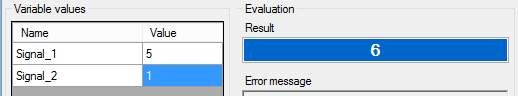 Variable values
Name Value
Signal_1 5
Signal_2 1
Evaluation
Result
6
Error message